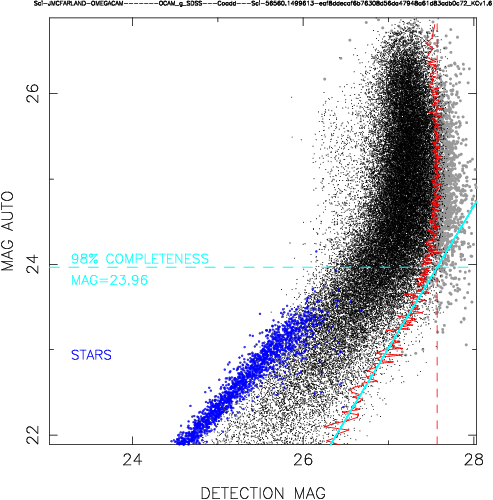 Sci-JMCFARLAND-OMEGACAM-------OCAM_g_SDSS---Coadd---Sci-56560.1499613-eaf8ddecaf6b76308d56da47948a61d83adb0c72_KCv1.6
26
MAG AUTO
98% COMPLETENESS
24
MAG=23.96
STARS
22
24
26
28
DETECTION MAG